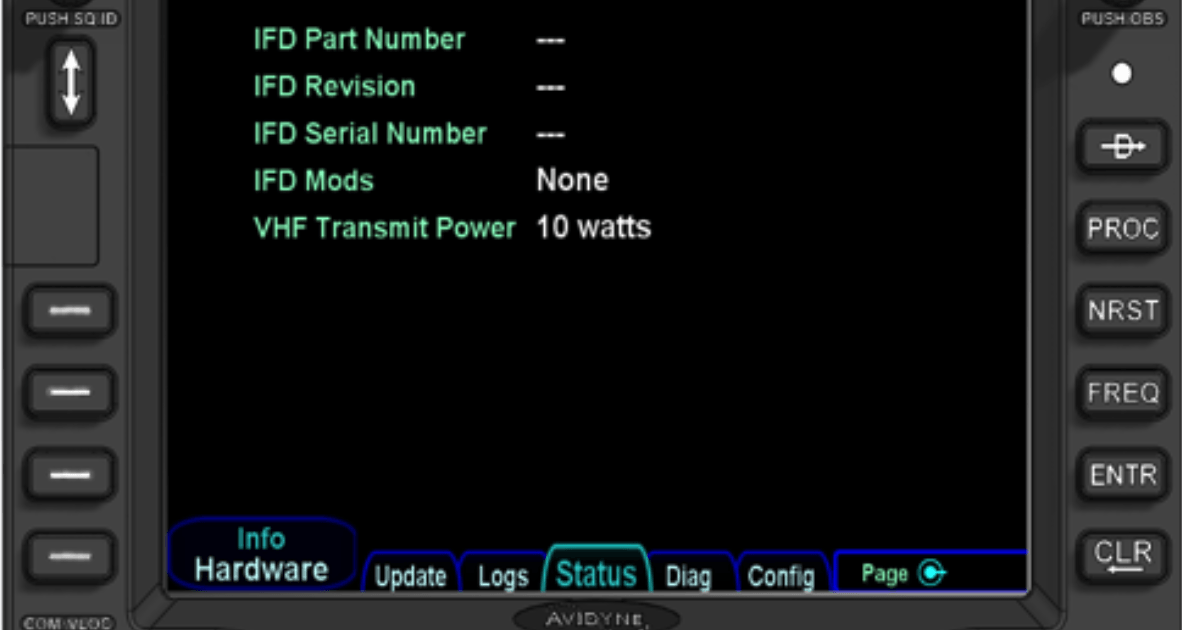 PUSH SQ ID
PUSH OBS
IFD Part Number ---
IFD Revision ---
IFD Serial Number ---
IFD Mods None
VHF Transmit Power 10 watts
PROC
NRST
FREQ
ENTR
CLR
Info
Hardware
Update Logs Status Diag Config Page
AVIDYNE
COM/VLOC